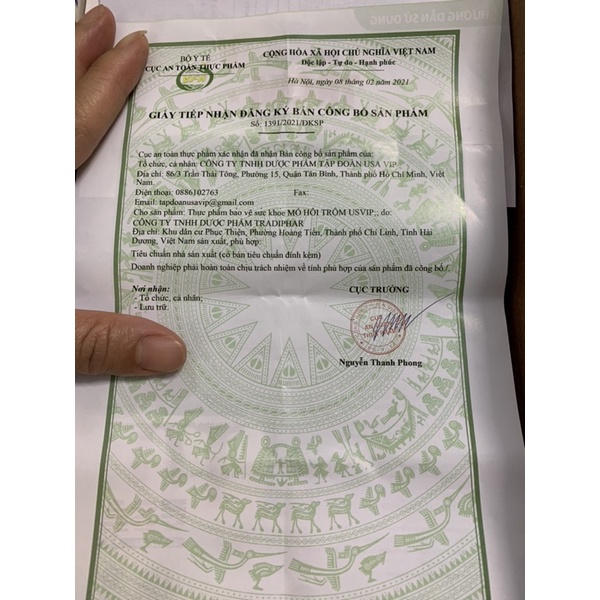 HƯỚNG DẪN SỬ DỤNG
BỘ Y TẾ
CỤC AN TOÀN THỰC PHẨM
CỘNG HÒA XÃ HỘI CHỦ NGHĨA VIỆT NAM
Độc lập - Tự do - Hạnh phúc
Hà Nội, ngày 08 tháng 02 năm 2021
GIẤY TIẾP NHẬN ĐĂNG KÝ BẢN CÔNG BỐ SẢN PHẨM
Số: 1391/2021/ĐKSP
Cục an toàn thực phẩm xác nhận đã nhận Bản công bố sản phẩm của:
Tổ chức, cá nhân: CÔNG TY TNHH DƯỢC PHẨM TẬP ĐOÀN USA VIP
Địa chỉ: 86/3 Trần Thái Tông, Phường 15, Quận Tân Bình, Thành phố Hồ Chí Minh, Việt
Nam
Điện thoại: 0886102763 Fax:
Email: tapdoanusavip@gmail.com
Cho sản phẩm: Thực phẩm bảo vệ sức khoẻ MỒ HÔI TRỘM USVIP;; do:
CÔNG TY TNHH DƯỢC PHẨM TRADIPHAR
Địa chỉ: Khu dân cư Phục Thiện, Phường Hoàng Tiến, Thành phố Chí Linh, Tỉnh Hải
Dương, Việt Nam sản xuất, phù hợp:
Tiêu chuẩn nhà sản xuất (có bản tiêu chuẩn đính kèm)
Doanh nghiệp phải hoàn toàn chịu trách nhiệm về tính phù hợp của sản phẩm đã công bố /.
Nơi nhận:
- Tổ chức, cá nhân;
- Lưu trữ.
CỤC TRƯỞNG
CỤC
AN
Nguyễn Thanh Phong